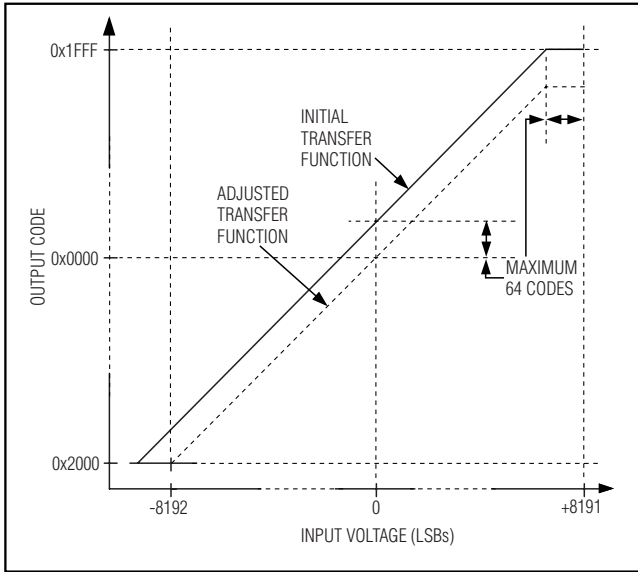 0x1FFF
INITIAL
TRANSFER
FUNCTION
ADJUSTED
TRANSFER
FUNCTION
OUTPUT CODE
0x0000
MAXIMUM
64 CODES
0x2000
-8192
0
+8191
INPUT VOLTAGE (LSBs)